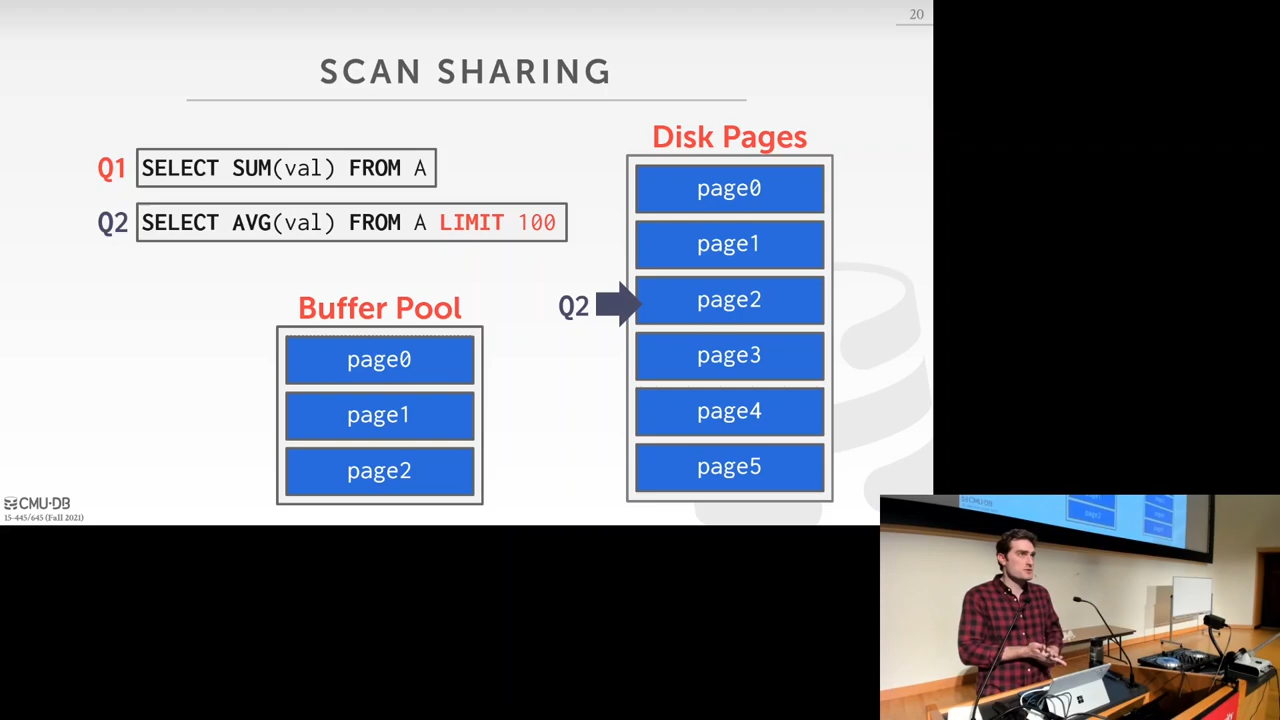 20
SCAN SHARING
Q1 SELECT SUM(val) FROM A
Q2 SELECT AVG(val) FROM A LIMIT 100
Buffer Pool
page0
page1
page2
Disk Pages
page0
page1
Q2 page2
page3
page4
page5
CMU·DB
15-445/645 (Fall 2021)